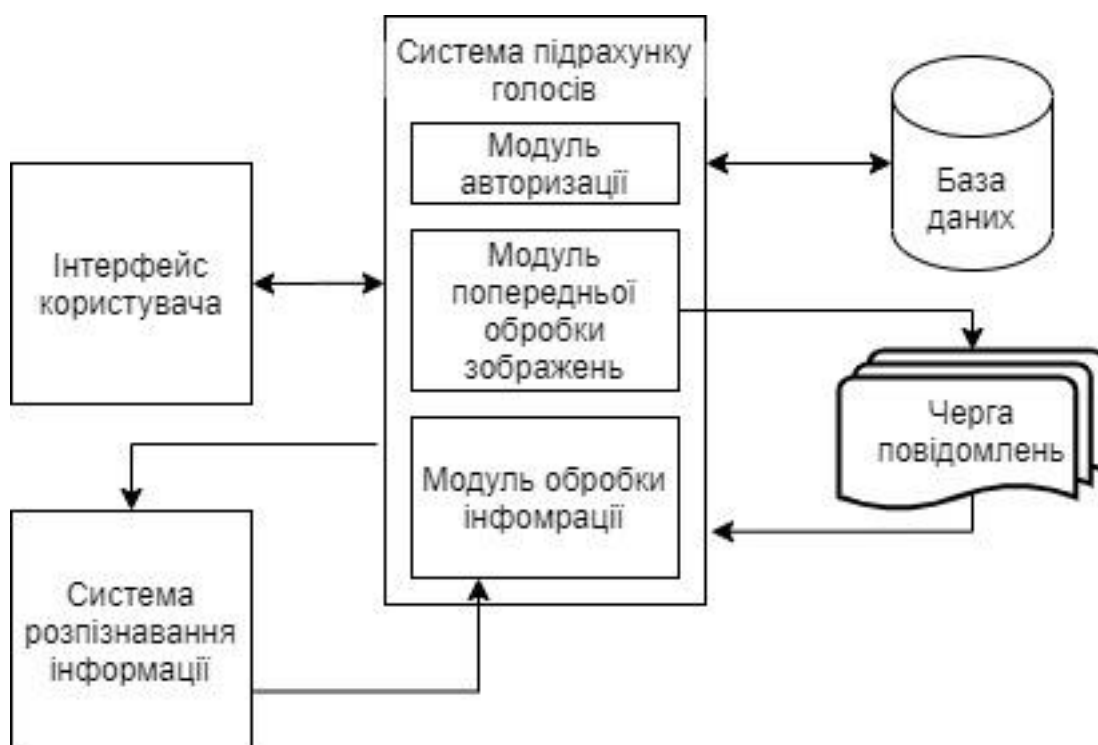 Система підрахунку
голосів
Модуль
авторизації
Модуль
попередньої
обробки
зображень
Модуль обробки
інфомрації
Інтерфейс
користувача
Система
розпізнавання
інформації
База
даних
Черга
повідомлень